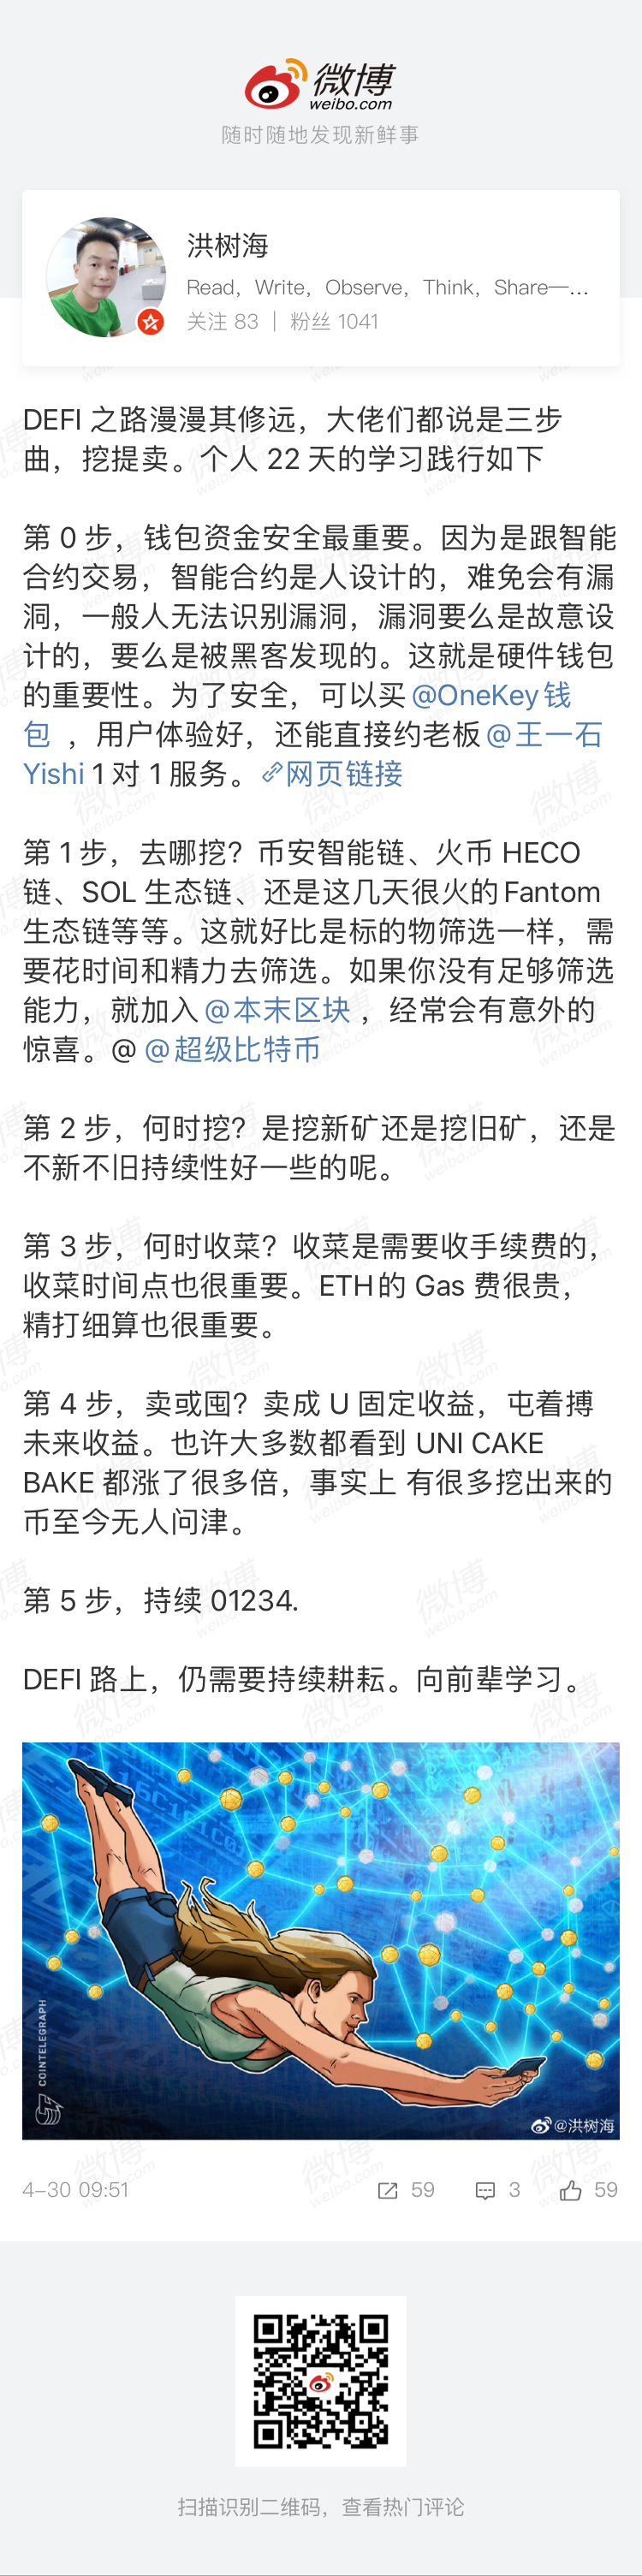 微博
weibo.com
随时随地发现新鲜事
洪树海
Read，Write，Observe，Think，Share—...
关注 83 | 粉丝 1041
DEFI 之路漫漫其修远，大佬们都说是三步
曲，挖提卖。个人 22 天的学习践行如下
第 0 步，钱包资金安全最重要。因为是跟智能
合约交易，智能合约是人设计的，难免会有漏
洞，一般人无法识别漏洞，漏洞要么是故意设
计的，要么是被黑客发现的。这就是硬件钱包
的重要性。为了安全，可以买 @OneKey钱
包 ，用户体验好，还能直接约老板 @王一石
Yishi 1 对 1 服务。网页链接
第 1 步，去哪挖？币安智能链、火币 HECO
链、SOL 生态链、还是这几天很火的Fantom
生态链等等。这就好比是标的物筛选一样，需
要花时间和精力去筛选。如果你没有足够筛选
能力，就加入 @本末区块 ，经常会有意外的
惊喜。@ @超级比特币
第 2 步，何时挖？是挖新矿还是挖旧矿，还是
不新不旧持续性好一些的呢。
第 3 步，何时收菜？收菜是需要收手续费的，
收菜时间点也很重要。ETH的 Gas 费很贵，
精打细算也很重要。
第 4 步，卖或囤？卖成 U 固定收益，屯着搏
未来收益。也许大多数都看到 UNI CAKE
BAKE 都涨了很多倍，事实上 有很多挖出来的
币至今无人问津。
第 5 步，持续 01234.
DEFI 路上，仍需要持续耕耘。向前辈学习。
COINTELEGRAPH
@洪树海
4-30 09:51
59
3
59
扫描识别二维码，查看热门评论